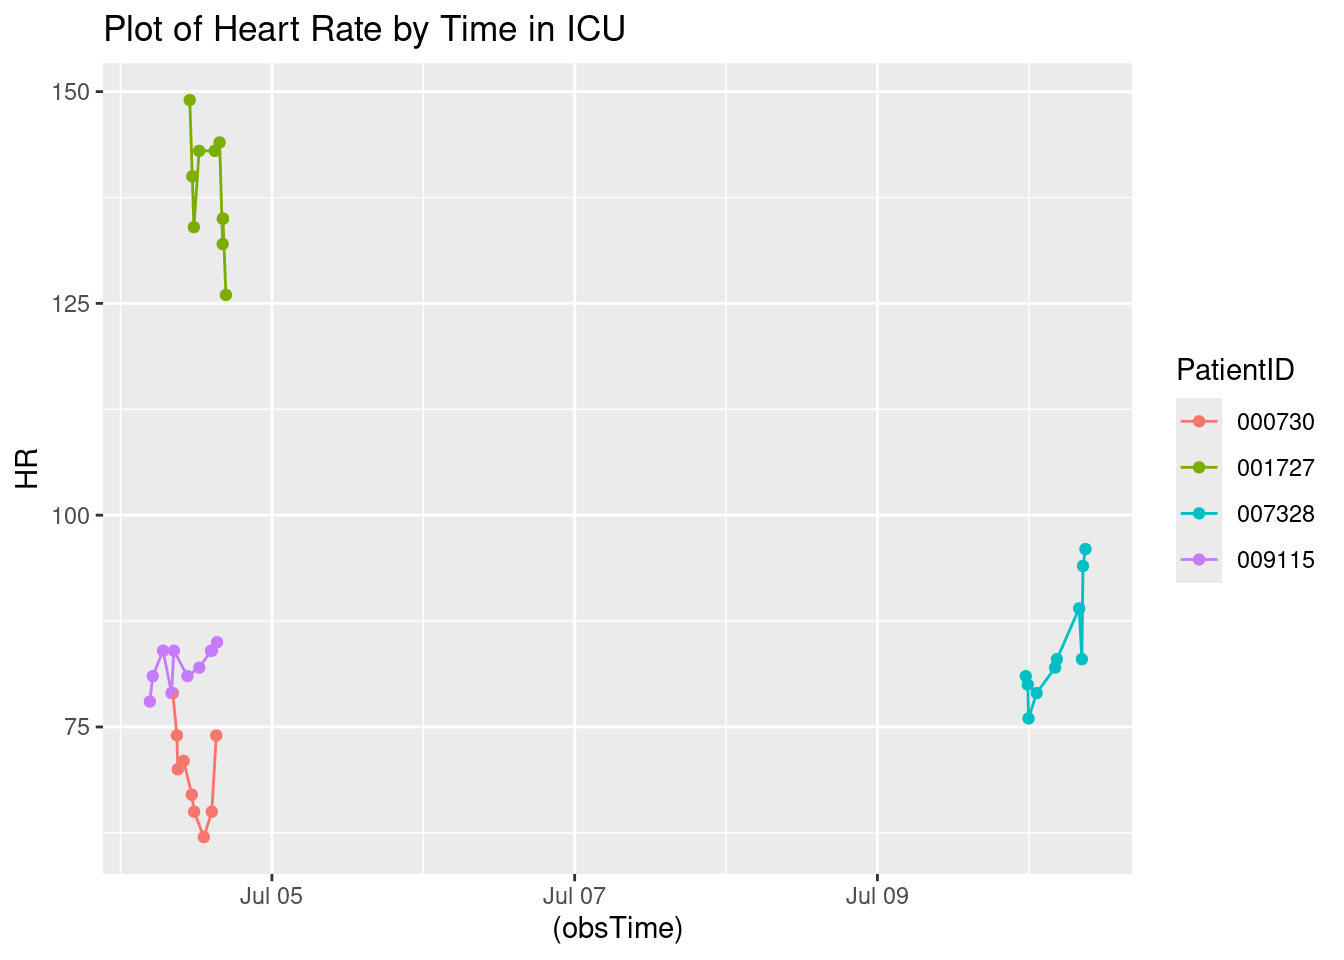 Plot of Heart Rate by Time in ICU
150
125
100
75
HR
Jul 05
Jul 07
Jul 09
(obsTime)
PatientID
000730
001727
007328
009115